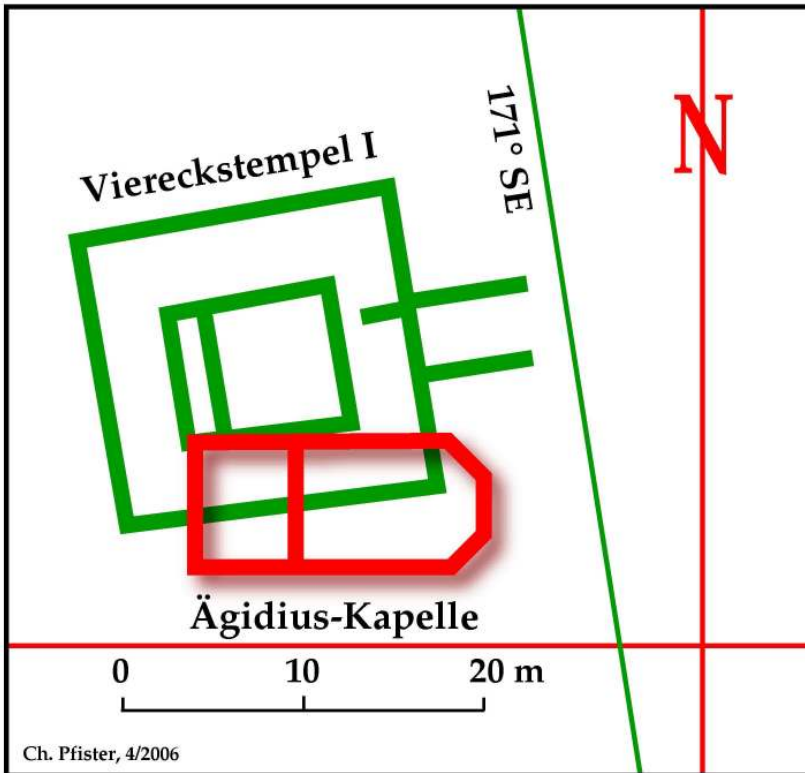 Viereckstempel I
171° SE
N
Ägidius-Kapelle
0 10 20 m
Ch. Pfister, 4/2006